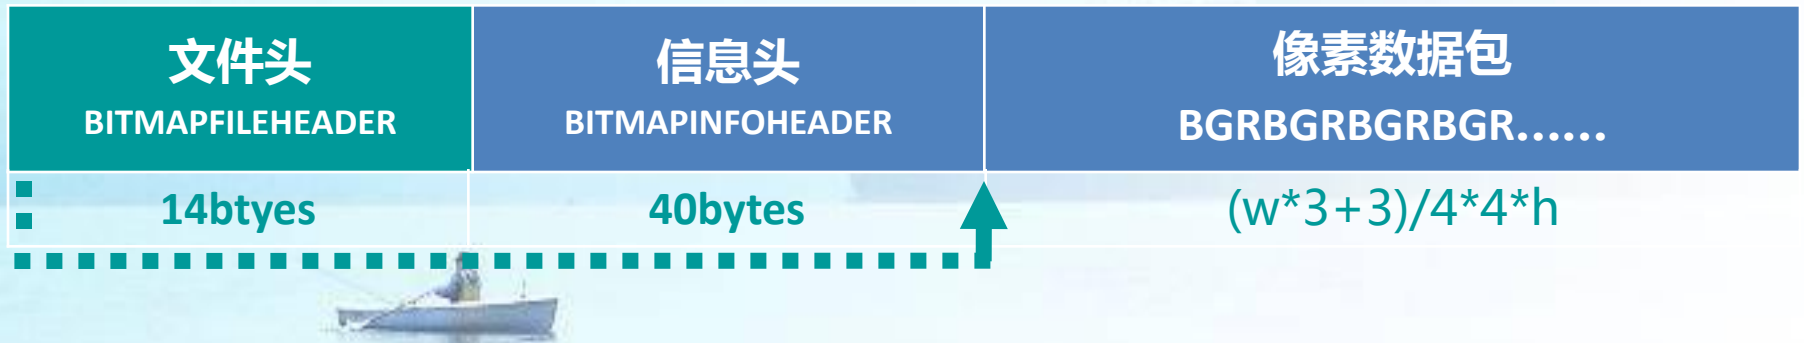 文件头
BITMAPFILEHEADER
信息头
BITMAPINFOHEADER
像素数据包
BGRBGRBGRBGR......
14btyes
40bytes
(w*3+3)/4*4*h